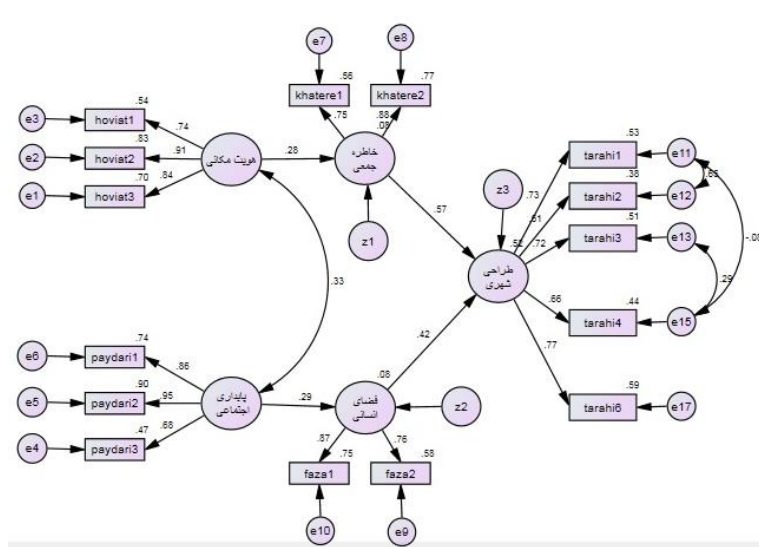 e7
e8
.56
.77
khatere1
khatere2
.54
.75
.88
e3
hoviat1
.74
.08
.83
.53
e2
hoviat2
.91
هویت مکانی
.28
خاطره
جمعی
tarahi1
e11
.70
.84
.38
e1
hoviat3
z3
.73
tarahi2
e12
.57
.51
z1
.72
tarahi3
e13
-.08
طراحی
شهری
.29
.33
.66
.44
tarahi4
e15
.42
.77
.74
e6
paydari1
.86
.08
.90
.59
e5
paydari2
.95
پایداری
اجتماعی
.29
فضای
انسانی
z2
tarahi6
e17
.47
.68
e4
paydari3
.87
.76
.75
.58
faza1
faza2
e10
e9